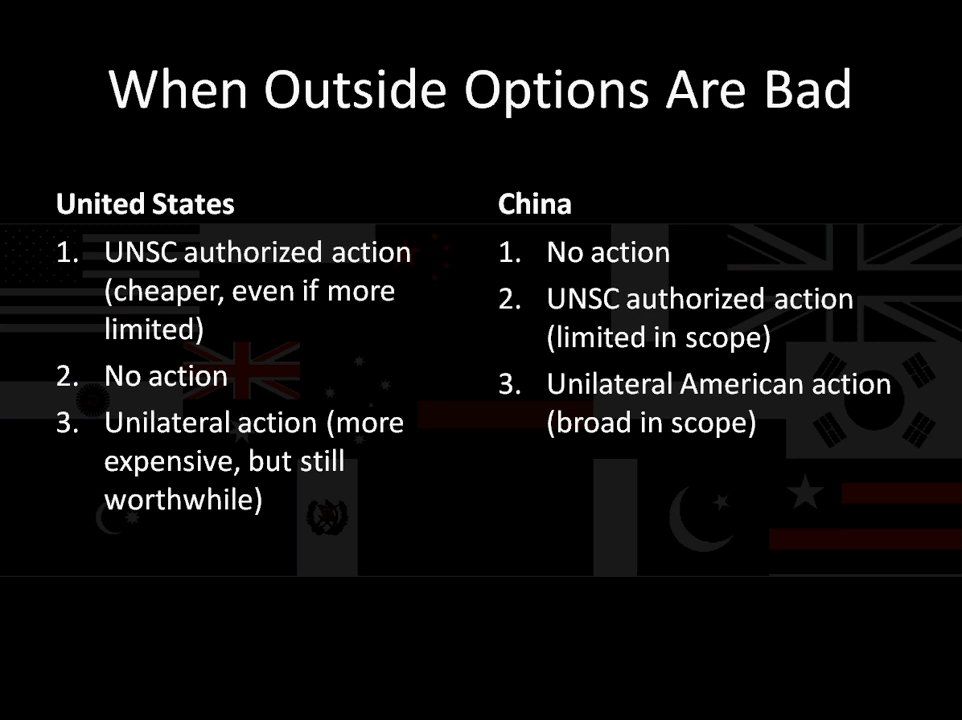 When Outside Options Are Bad
United States
1. UNSC authorized action
(cheaper, even if more
limited)
2. No action
3. Unilateral action (more
expensive, but still
worthwhile)
China
1. No action
2. UNSC authorized action
(limited in scope)
3. Unilateral American action
(broad in scope)